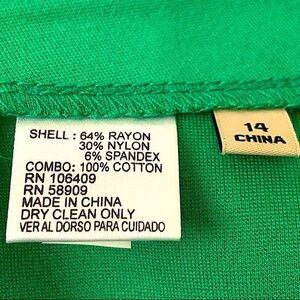 SHELL : 64% RAYON
30% NYLON
6% SPANDEX
COMBO: 100% COTTON
RN 106409
RN 58909
MADE IN CHINA
DRY CLEAN ONLY
VER AL DORSO PARA CUIDADO
14
CHINA